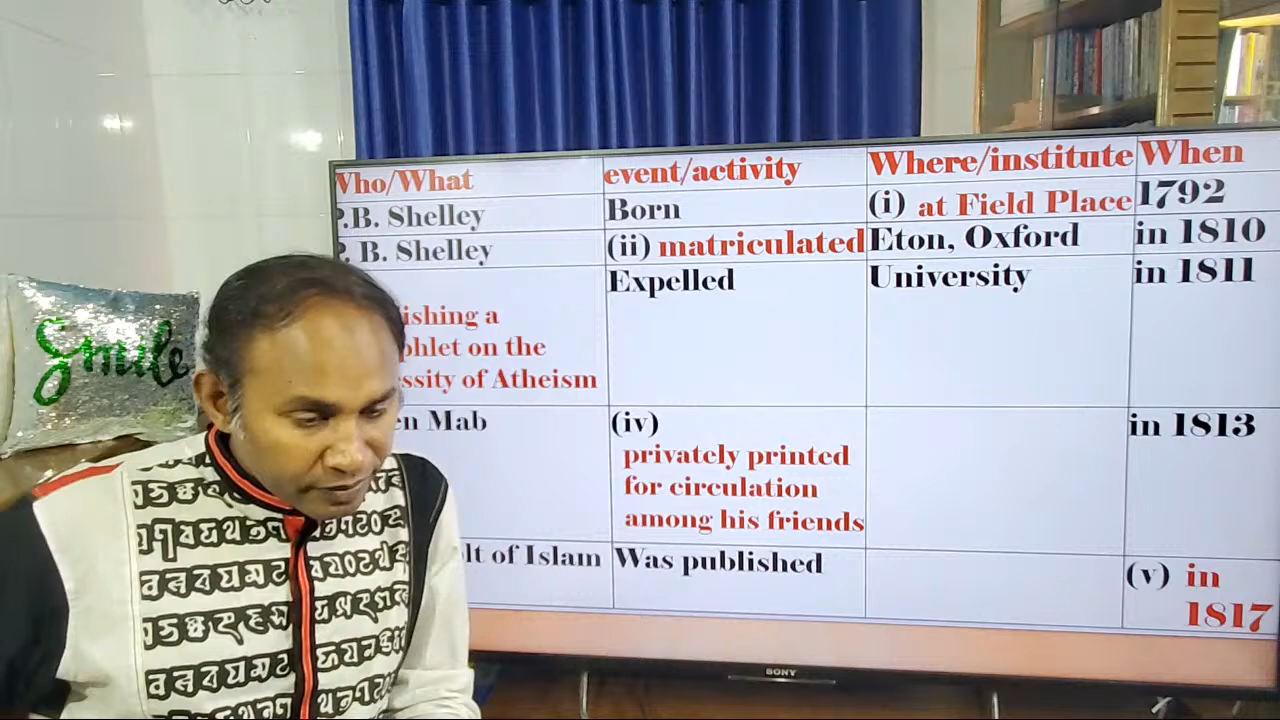 Who/What event/activity Where/institute When
P.B. Shelley Born (i) at Field Place 1792
P. B. Shelley (ii) matriculated Eton, Oxford in 1810
Expelled University in 1811
ishing a
phlet on the
ssity of Atheism
en Mab (iv) in 1813
privately printed
for circulation
among his friends
lt of Islam Was published (v) in
1817
SONY
Smile